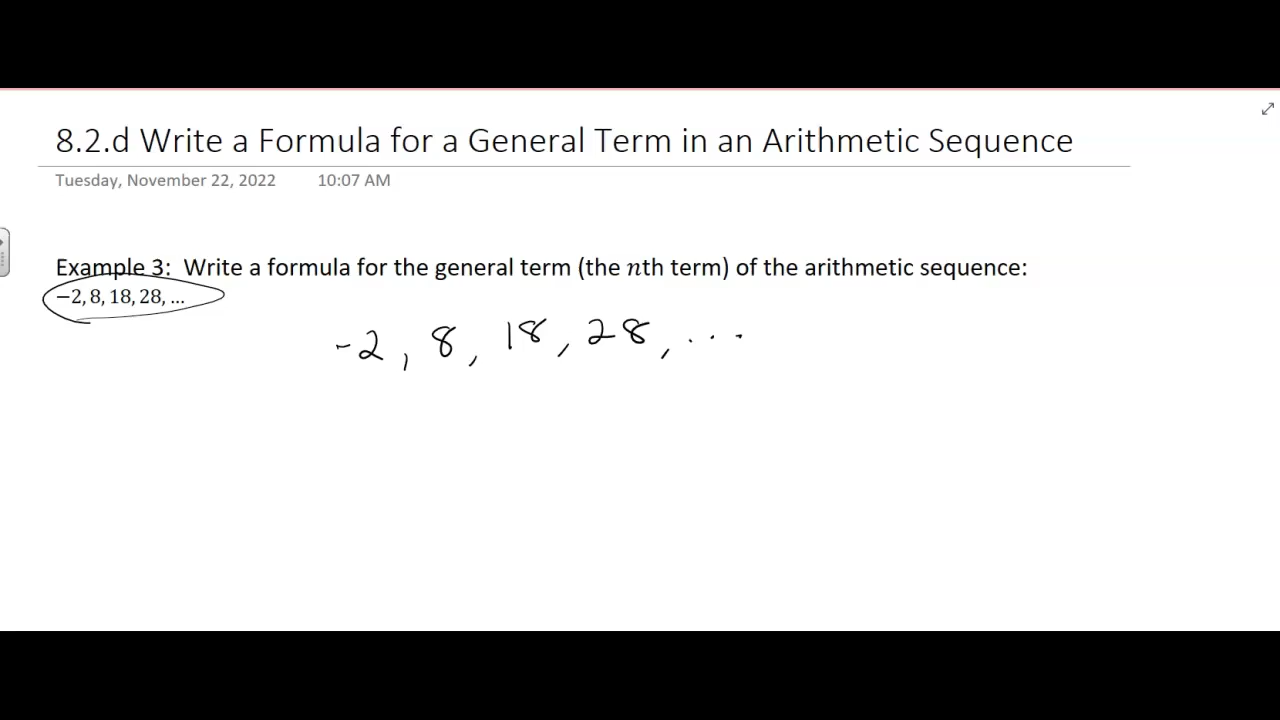 8.2.d Write a Formula for a General Term in an Arithmetic Sequence
Tuesday, November 22, 2022 10:07 AM
Example 3: Write a formula for the general term (the nth term) of the arithmetic sequence:
−2, 8, 18, 28, ...
-2, 8, 18, 28, ...